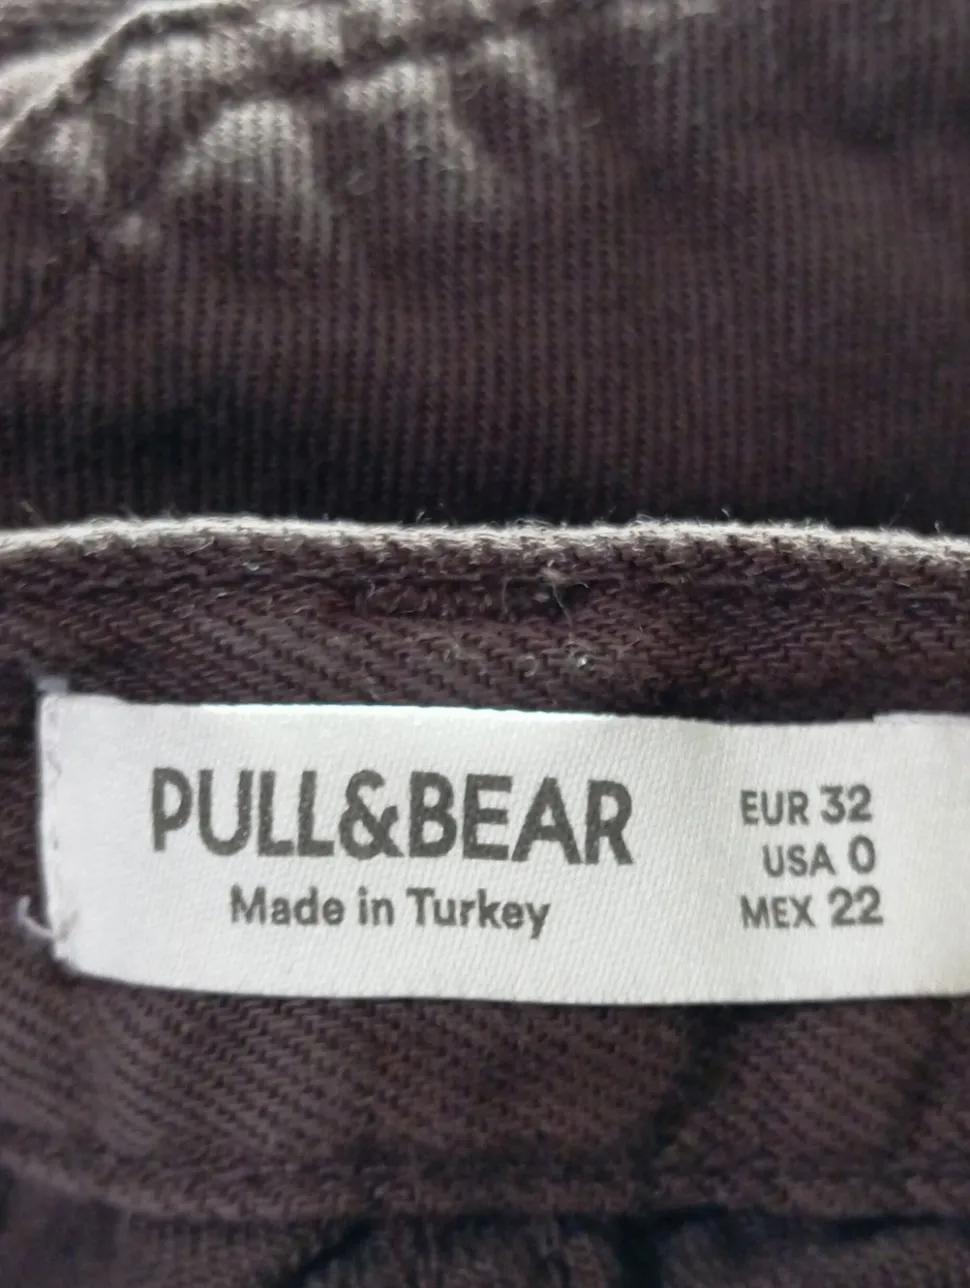 PULL&BEAR
Made in Turkey
EUR 32
USA 0
MEX 22